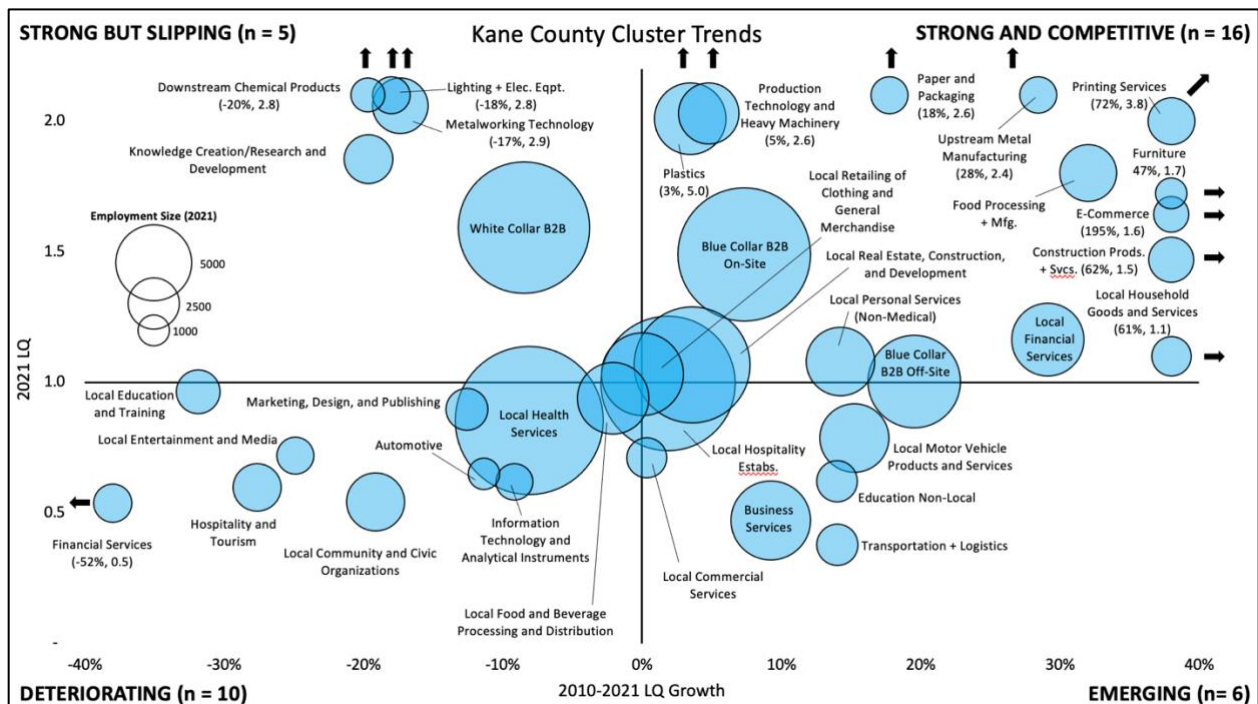 STRONG BUT SLIPPING (n = 5)
Kane County Cluster Trends
STRONG AND COMPETITIVE (n = 16)
Downstream Chemical Products
(-20%, 2.8)
Lighting + Elec. Eqpt.
(-18%, 2.8)
Metalworking Technology
(-17%, 2.9)
Knowledge Creation/Research and
Development
Production
Technology and
Heavy Machinery
(5%, 2.6)
Plastics
(3%, 5.0)
Paper and
Packaging
(18%, 2.6)
Upstream Metal
Manufacturing
(28%, 2.4)
Printing Services
(72%, 3.8)
Furniture
47%, 1.7)
Food Processing
+ Mfg.
E-Commerce
(195%, 1.6)
Construction Prods.
+ Svcs. (62%, 1.5)
Local Household
Goods and Services
(61%, 1.1)
Local Retailing of
Clothing and
General
Merchandise
Local Real Estate, Construction,
and Development
Local Personal Services
(Non-Medical)
Employment Size (2021)
5000
2500
1000
White Collar B2B
Blue Collar B2B
On-Site
Blue Collar
B2B Off-Site
Local
Financial
Services
Local Education
and Training
Marketing, Design, and Publishing
Local Entertainment and Media
Automotive
Local Health
Services
Local Hospitality
Estabs.
Local Motor Vehicle
Products and Services
Education Non-Local
Business
Services
Transportation + Logistics
Financial Services
(-52%, 0.5)
Hospitality and
Tourism
Local Community and Civic
Organizations
Information
Technology and
Analytical Instruments
Local Commercial
Services
Local Food and Beverage
Processing and Distribution
2021 LQ
2.0
1.5
1.0
0.5
-
-40%
-30%
-20%
-10%
0%
10%
20%
30%
40%
DETERIORATING (n = 10)
2010-2021 LQ Growth
EMERGING (n= 6)